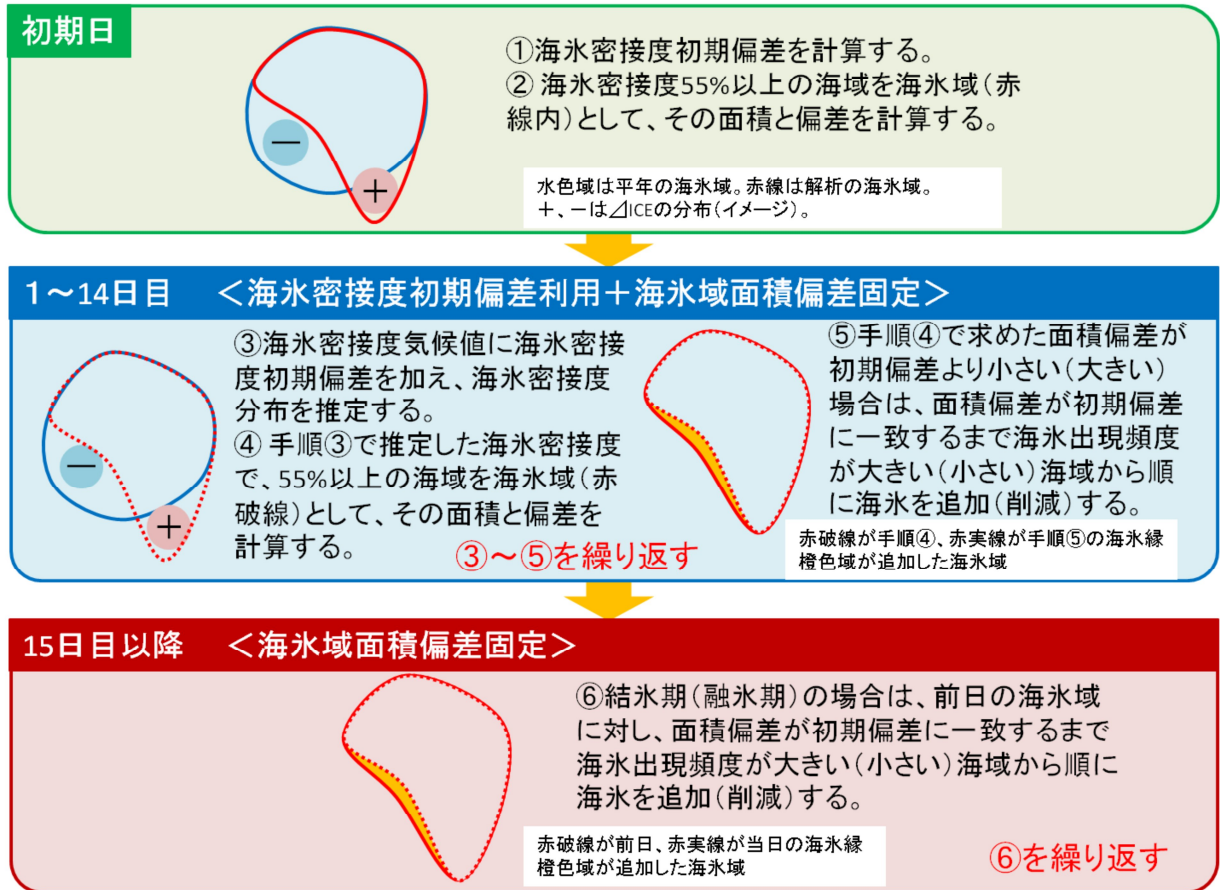 初期日
①海氷密接度初期偏差を計算する。
② 海氷密接度55%以上の海域を海氷域(赤
線内)として、その面積と偏差を計算する。
－
＋
水色域は平年の海氷域。赤線は解析の海氷域。
＋、－は⊿ICEの分布(イメージ)。
1～14日目 ＜海氷密接度初期偏差利用＋海氷域面積偏差固定＞
③海氷密接度気候値に海氷密接
度初期偏差を加え、海氷密接度
分布を推定する。
④ 手順③で推定した海氷密接度
で、55%以上の海域を海氷域(赤
破線)として、その面積と偏差を
計算する。
－
＋
⑤手順④で求めた面積偏差が
初期偏差より小さい(大きい)
場合は、面積偏差が初期偏差
に一致するまで海氷出現頻度
が大きい(小さい)海域から順
に海氷を追加(削減)する。
③～⑤を繰り返す
赤破線が手順④、赤実線が手順⑤の海氷縁
橙色域が追加した海氷域
15日目以降 ＜海氷域面積偏差固定＞
⑥結氷期(融氷期)の場合は、前日の海氷域
に対し、面積偏差が初期偏差に一致するまで
海氷出現頻度が大きい(小さい)海域から順に
海氷を追加(削減)する。
赤破線が前日、赤実線が当日の海氷縁
橙色域が追加した海氷域
⑥を繰り返す